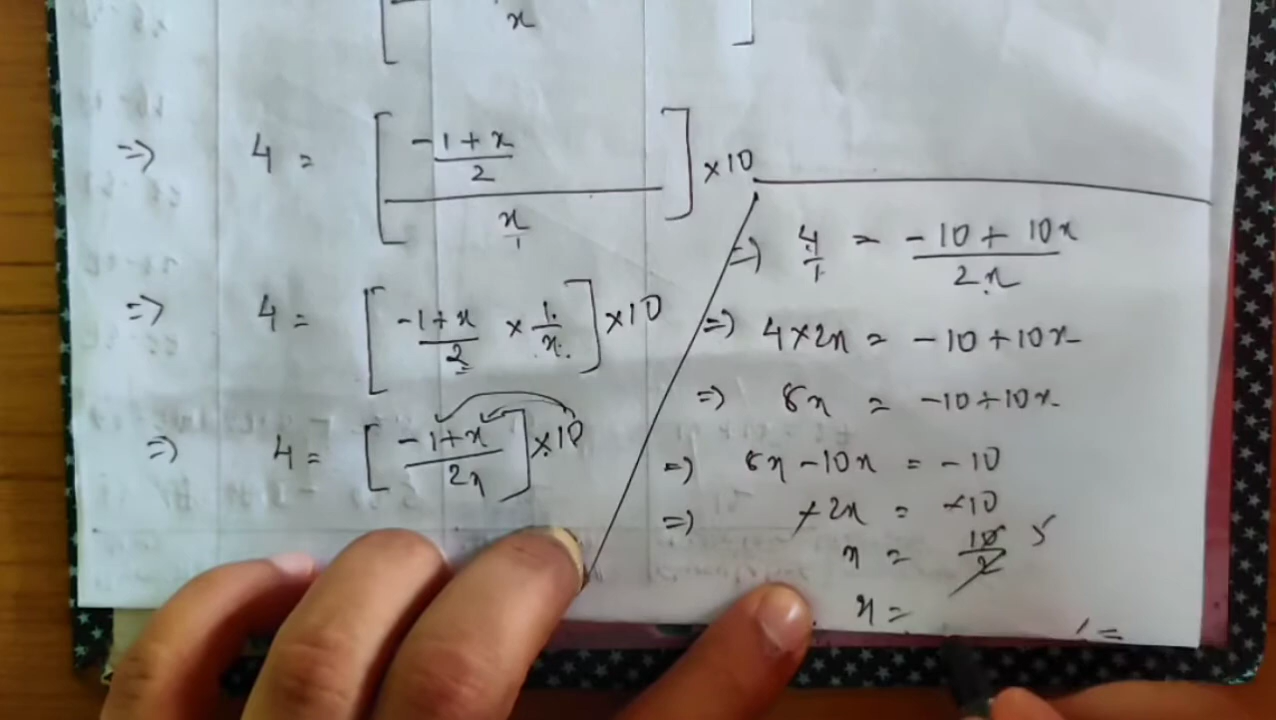 x
⇒ 4 = [ (-1+x)/2 / x/1 ] ×10
⇒ 4 = [ (-1+x)/2 × 1/x ] ×10
⇒ 4 = [ (-1+x)/2x ] ×10
⇒ 4/1 = (-10+10x)/2x
⇒ 4×2x = -10+10x
⇒ 8x = -10+10x
⇒ 8x-10x = -10
⇒ -2x = -10
x = 10/2 5
x =